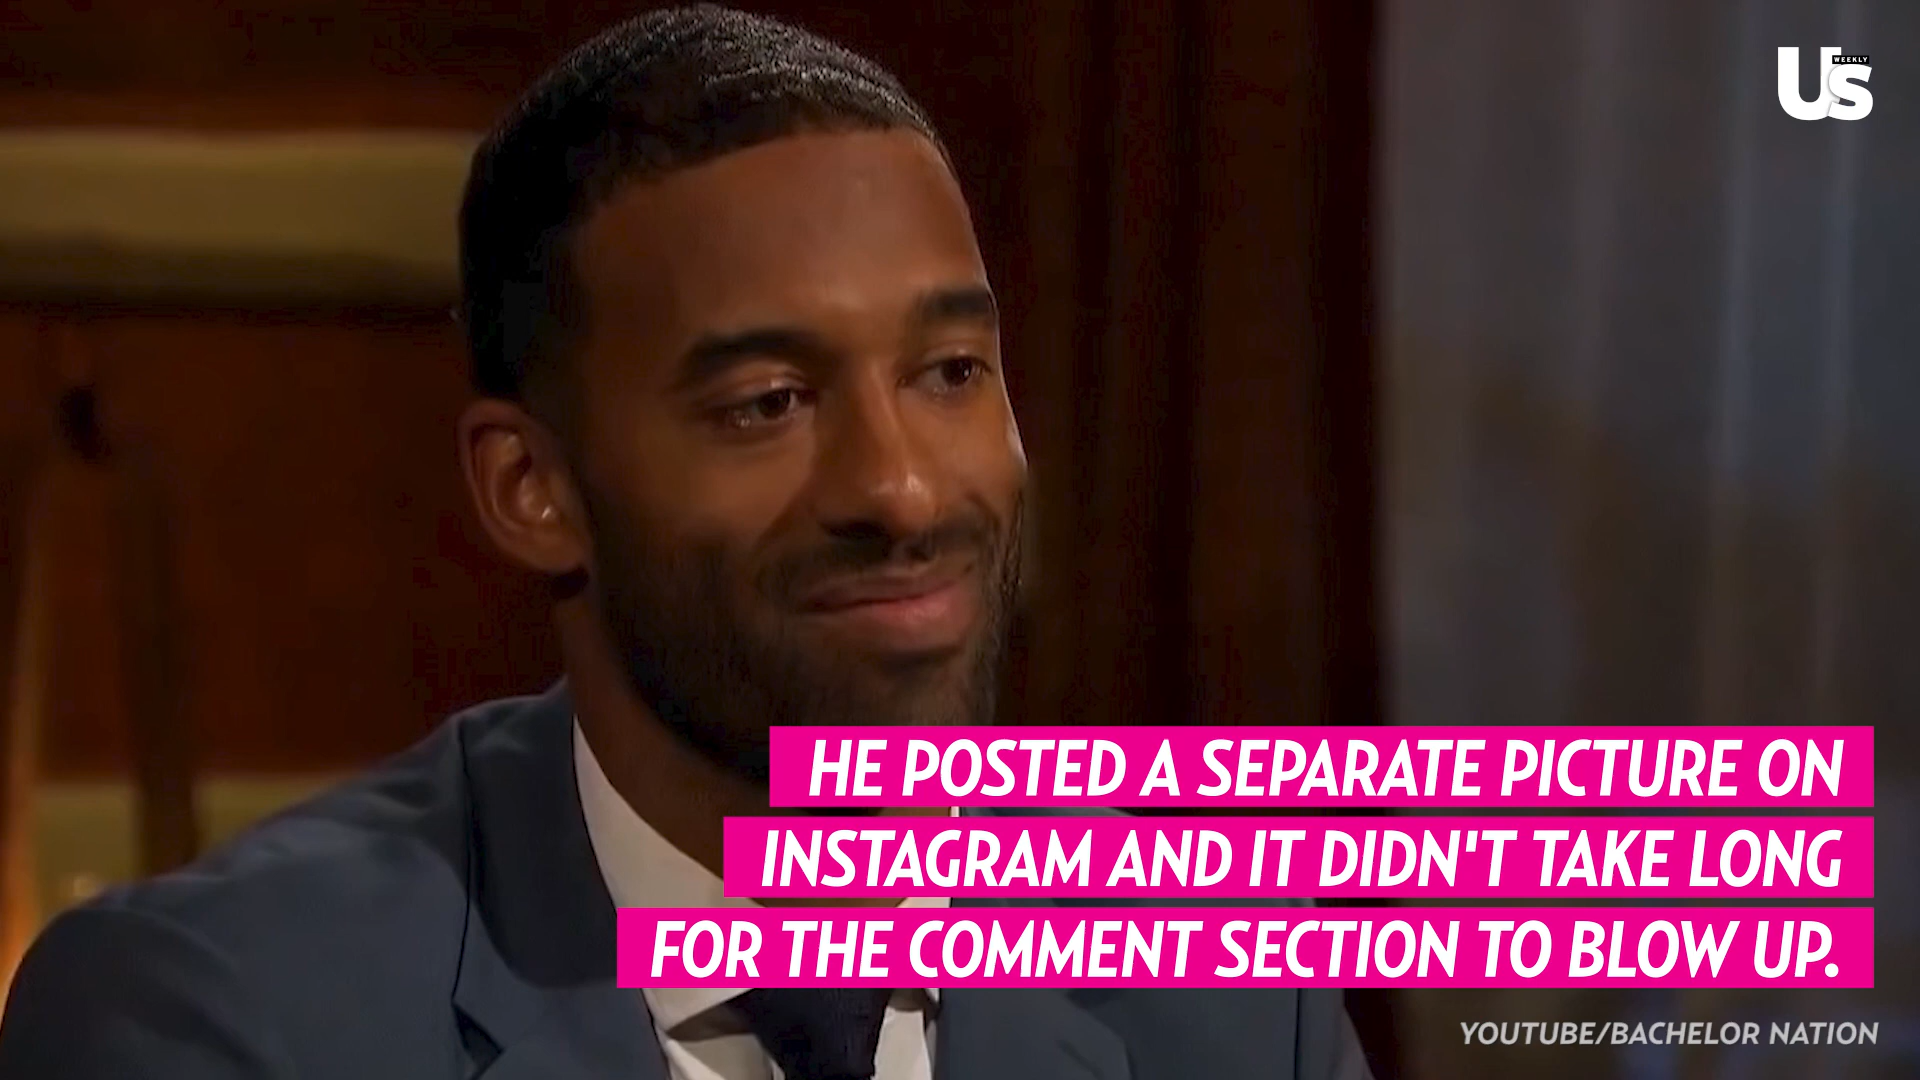 US
WEEKLY
HE POSTED A SEPARATE PICTURE ON
INSTAGRAM AND IT DIDN'T TAKE LONG
FOR THE COMMENT SECTION TO BLOW UP.
YOUTUBE/BACHELOR NATION